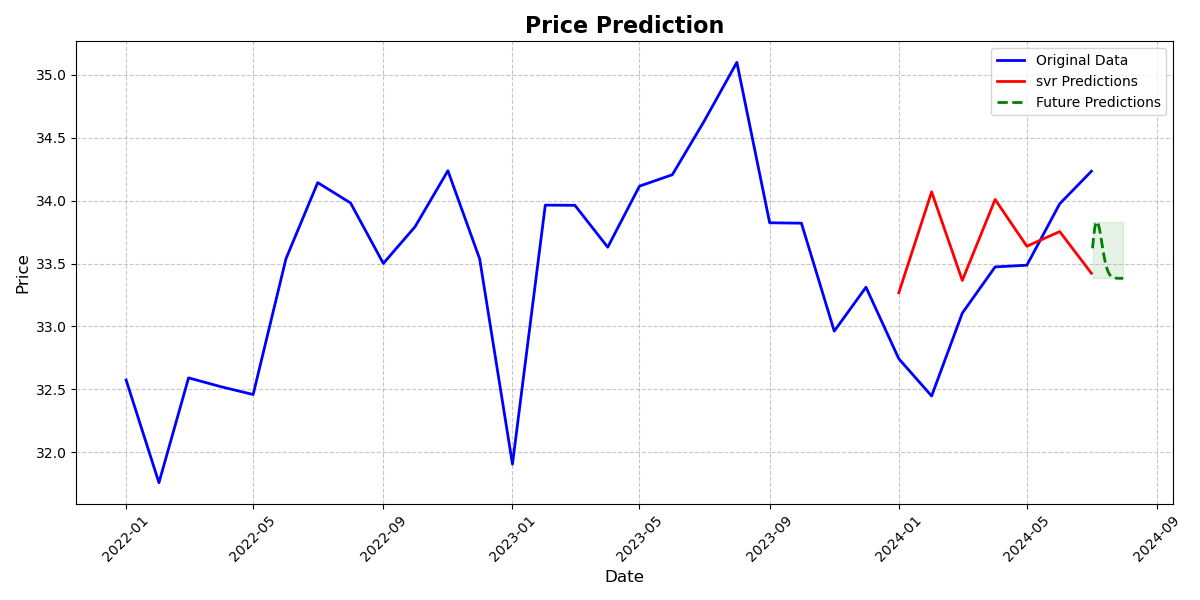 Price Prediction
Original Data
svr Predictions
Future Predictions
Price
35.0
34.5
34.0
33.5
33.0
32.5
32.0
2022-01
2022-05
2022-09
2023-01
2023-05
2023-09
2024-01
2024-05
2024-09
Date